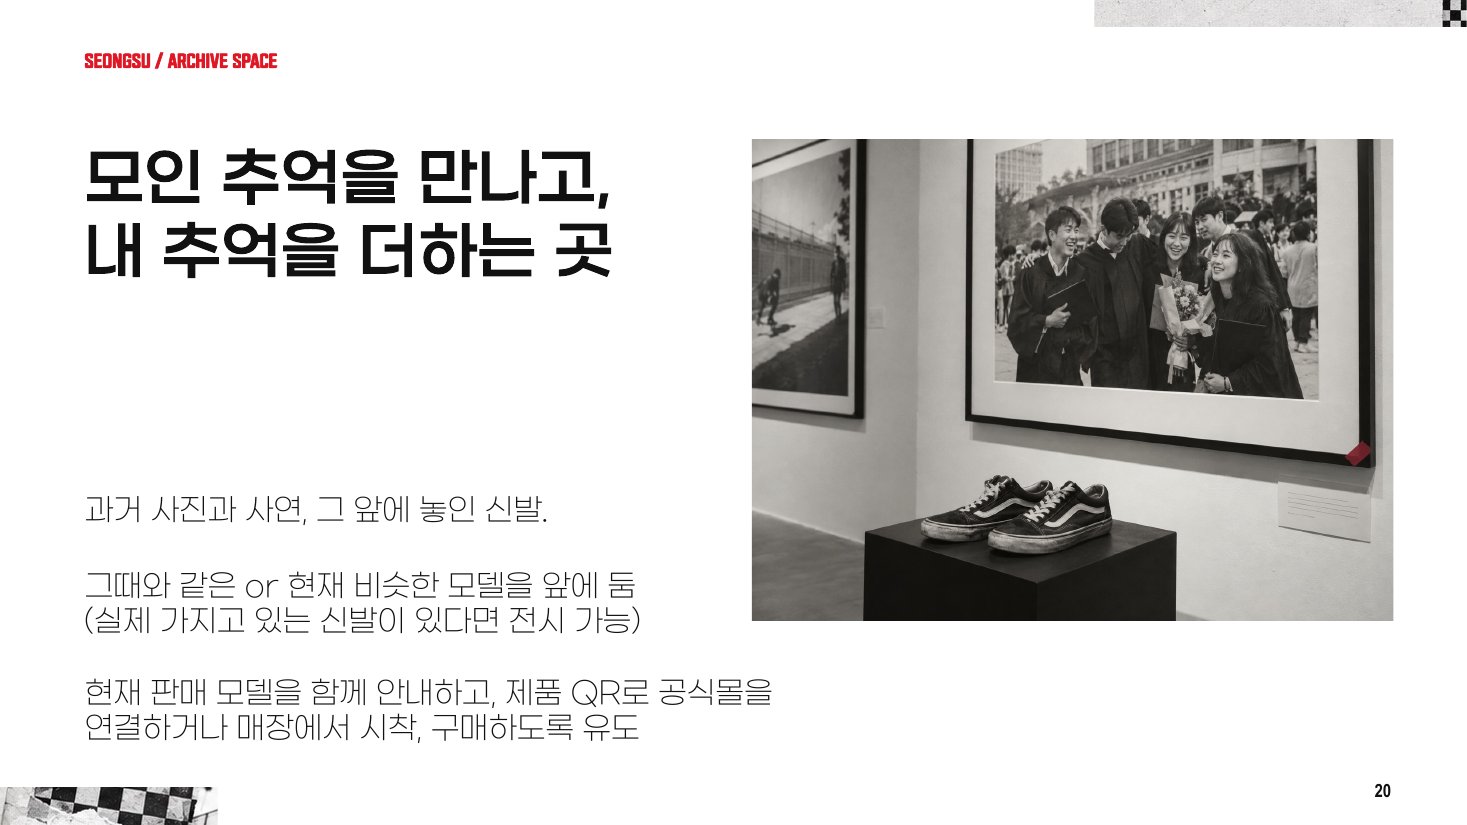 SEONGSU / ARCHIVE SPACE
모인 추억을 만나고,
내 추억을 더하는 곳
과거 사진과 사연, 그 앞에 놓인 신발.
그때와 같은 or 현재 비슷한 모델을 앞에 둠
(실제 가지고 있는 신발이 있다면 전시 가능)
현재 판매 모델을 함께 안내하고, 제품 QR로 공식몰을
연결하거나 매장에서 시착, 구매하도록 유도
20